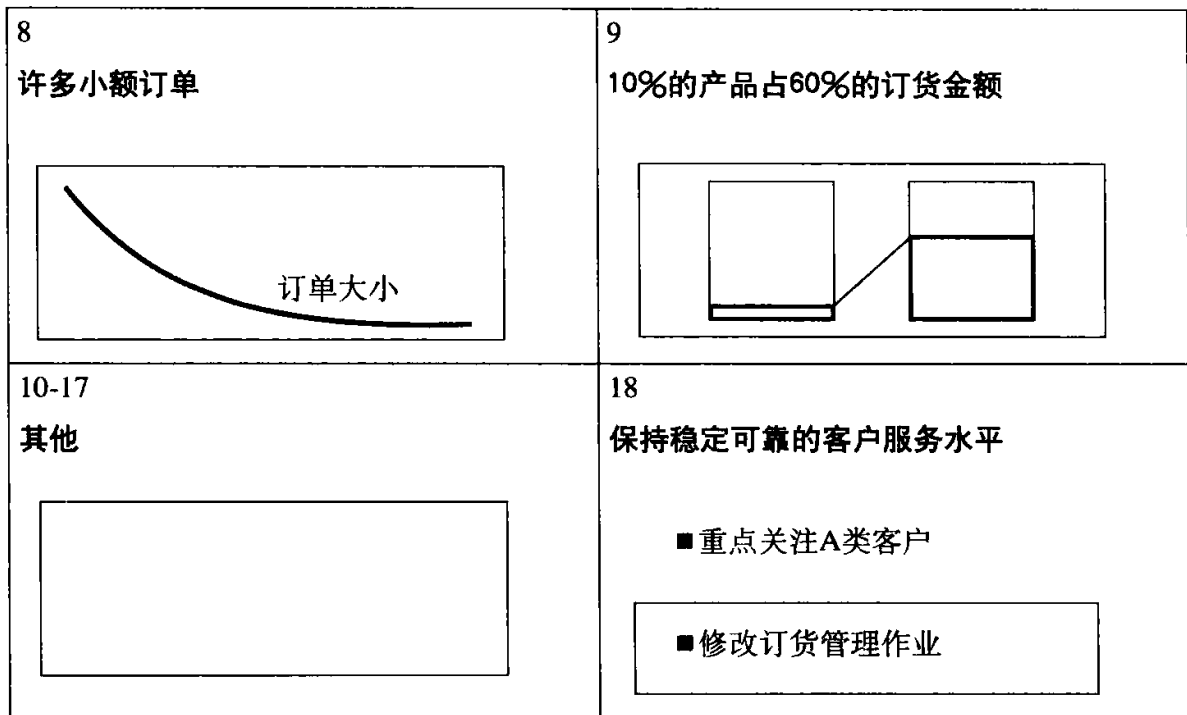 8
许多小额订单
订单大小
9
10%的产品占60%的订货金额
10-17
其他
18
保持稳定可靠的客户服务水平
■重点关注A类客户
■修改订货管理作业